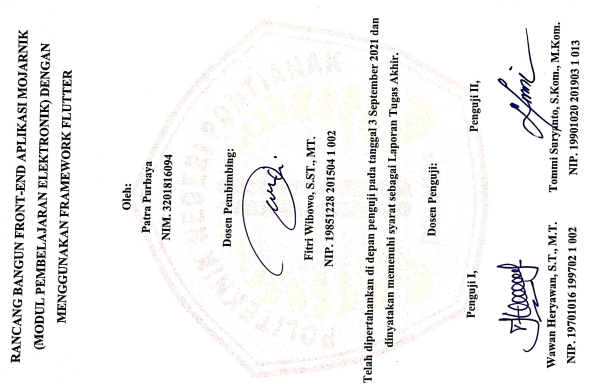 RANCANG BANGUN FRONT-END APLIKASI MOJARNIK
(MODUL PEMBELAJARAN ELEKTRONIK) DENGAN
MENGGUNAKAN FRAMEWORK FLUTTER
Oleh:
Patra Purbaya
NIM. 3201816094
Dosen Pembimbing:
Fitri Wibowo, S.ST., MT.
NIP. 19851228 201504 1 002
Telah dipertahankan di depan penguji pada tanggal 3 September 2021 dan
dinyatakan memenuhi syarat sebagai Laporan Tugas Akhir.
Dosen Penguji:
Penguji I,
Wawan Heryawan, S.T., M.T.
NIP. 19701016 199702 1 002
Penguji II,
Tommi Suryanto, S.Kom., M.Kom.
NIP. 19901020 201903 1 013